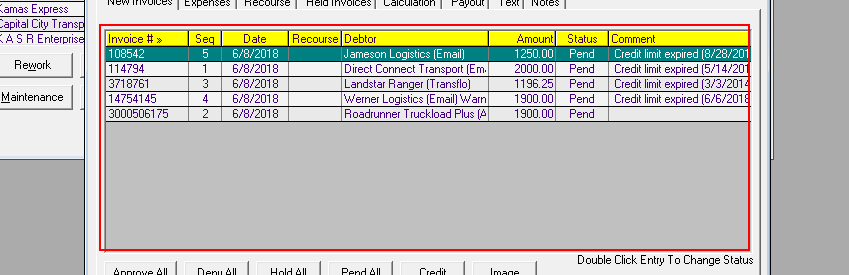 New Invoices Expenses Recourse Held Invoices Calculation Payout Text Notes
Kamas Express
Capital City Transp
K A S R Enterprise
Rework
Maintenance
Invoice # » Seq Date Recourse Debtor Amount Status Comment
108542 5 6/8/2018 Jameson Logistics (Email) 1250.00 Pend Credit limit expired (8/28/201
114794 1 6/8/2018 Direct Connect Transport (Em 2000.00 Pend Credit limit expired (5/14/201
3718761 3 6/8/2018 Landstar Ranger (Transflo) 1196.25 Pend Credit limit expired (3/3/2014
14754145 4 6/8/2018 Werner Logistics (Email) Warn 1900.00 Pend Credit limit expired (6/6/2018
3000506175 2 6/8/2018 Roadrunner Truckload Plus (A 1900.00 Pend
Double Click Entry To Change Status
Approve All Deny All Hold All Pend All Credit Image